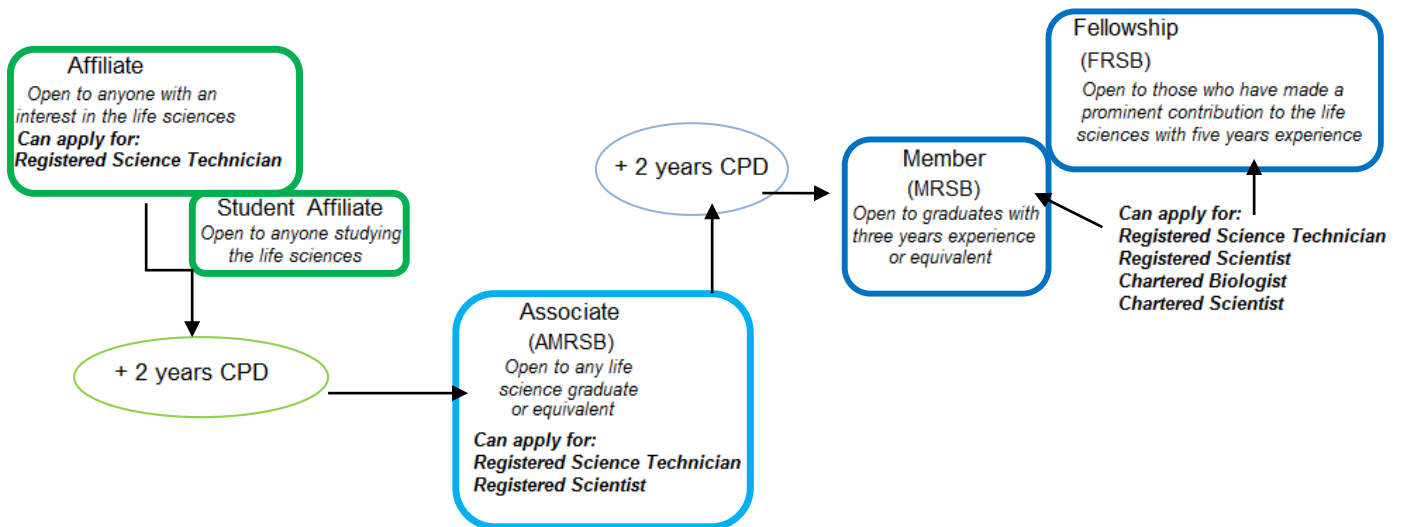 Affiliate
Open to anyone with an
interest in the life sciences
Can apply for:
Registered Science Technician
Student Affiliate
Open to anyone studying
the life sciences
+ 2 years CPD
Associate
(AMRSB)
Open to any life
science graduate
or equivalent
Can apply for:
Registered Science Technician
Registered Scientist
+ 2 years CPD
Member
(MRSB)
Open to graduates with
three years experience
or equivalent
Fellowship
(FRSB)
Open to those who have made a
prominent contribution to the life
sciences with five years experience
Can apply for:
Registered Science Technician
Registered Scientist
Chartered Biologist
Chartered Scientist